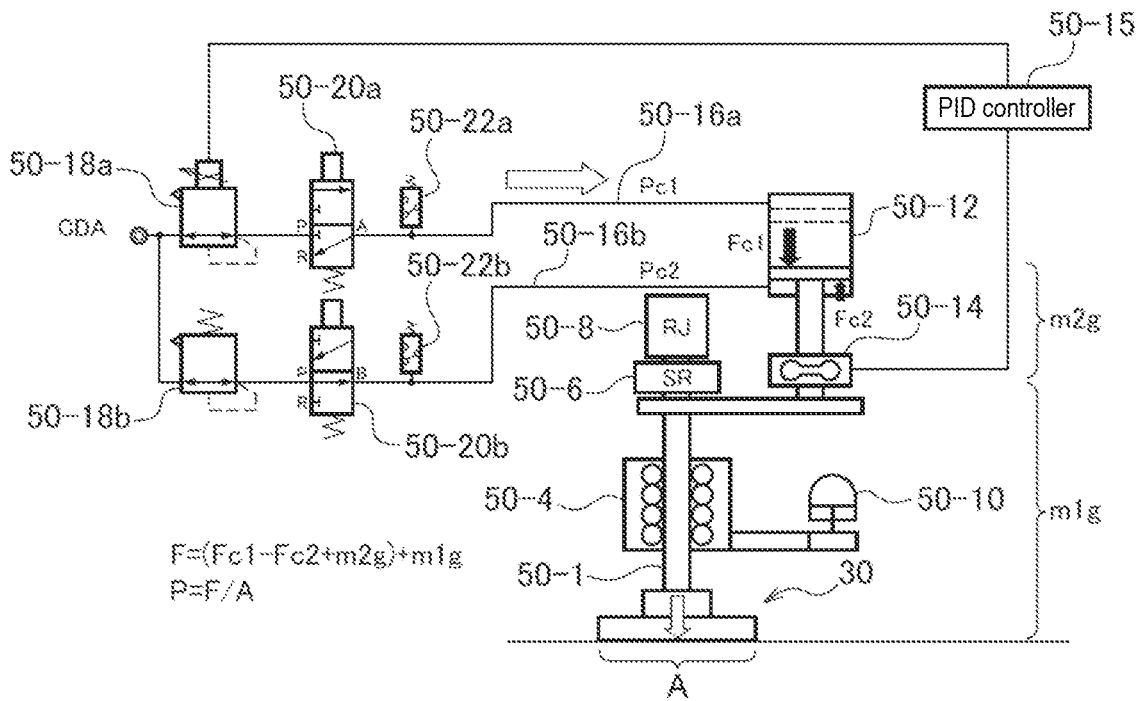 50-15
PID controller
50-20a
50-22a
50-16a
50-18a
Pc1
50-12
CDA
P
A
R
50-16b
Fc1
50-22b
Pc2
50-8
RJ
Fc2
50-14
m2g
50-6
SR
P
B
R
50-18b
50-20b
50-4
50-10
m1g
F=(Fc1-Fc2+m2g)+m1g
P=F/A
50-1
30
A